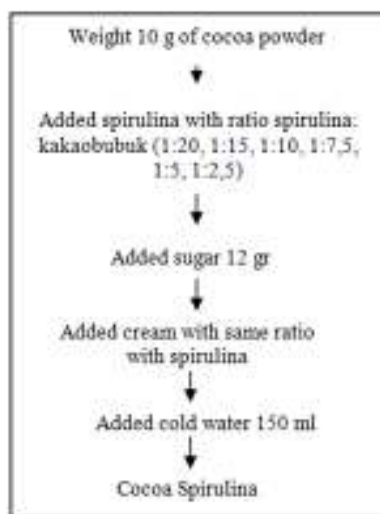 Weight 10 g of cocoa powder
Added spirulina with ratio spirulina:
kakaobubuk (1:20, 1:15, 1:10, 1:7,5,
1:5, 1:2,5)
Added sugar 12 gr
Added cream with same ratio
with spirulina
Added cold water 150 ml
Cocoa Spirulina